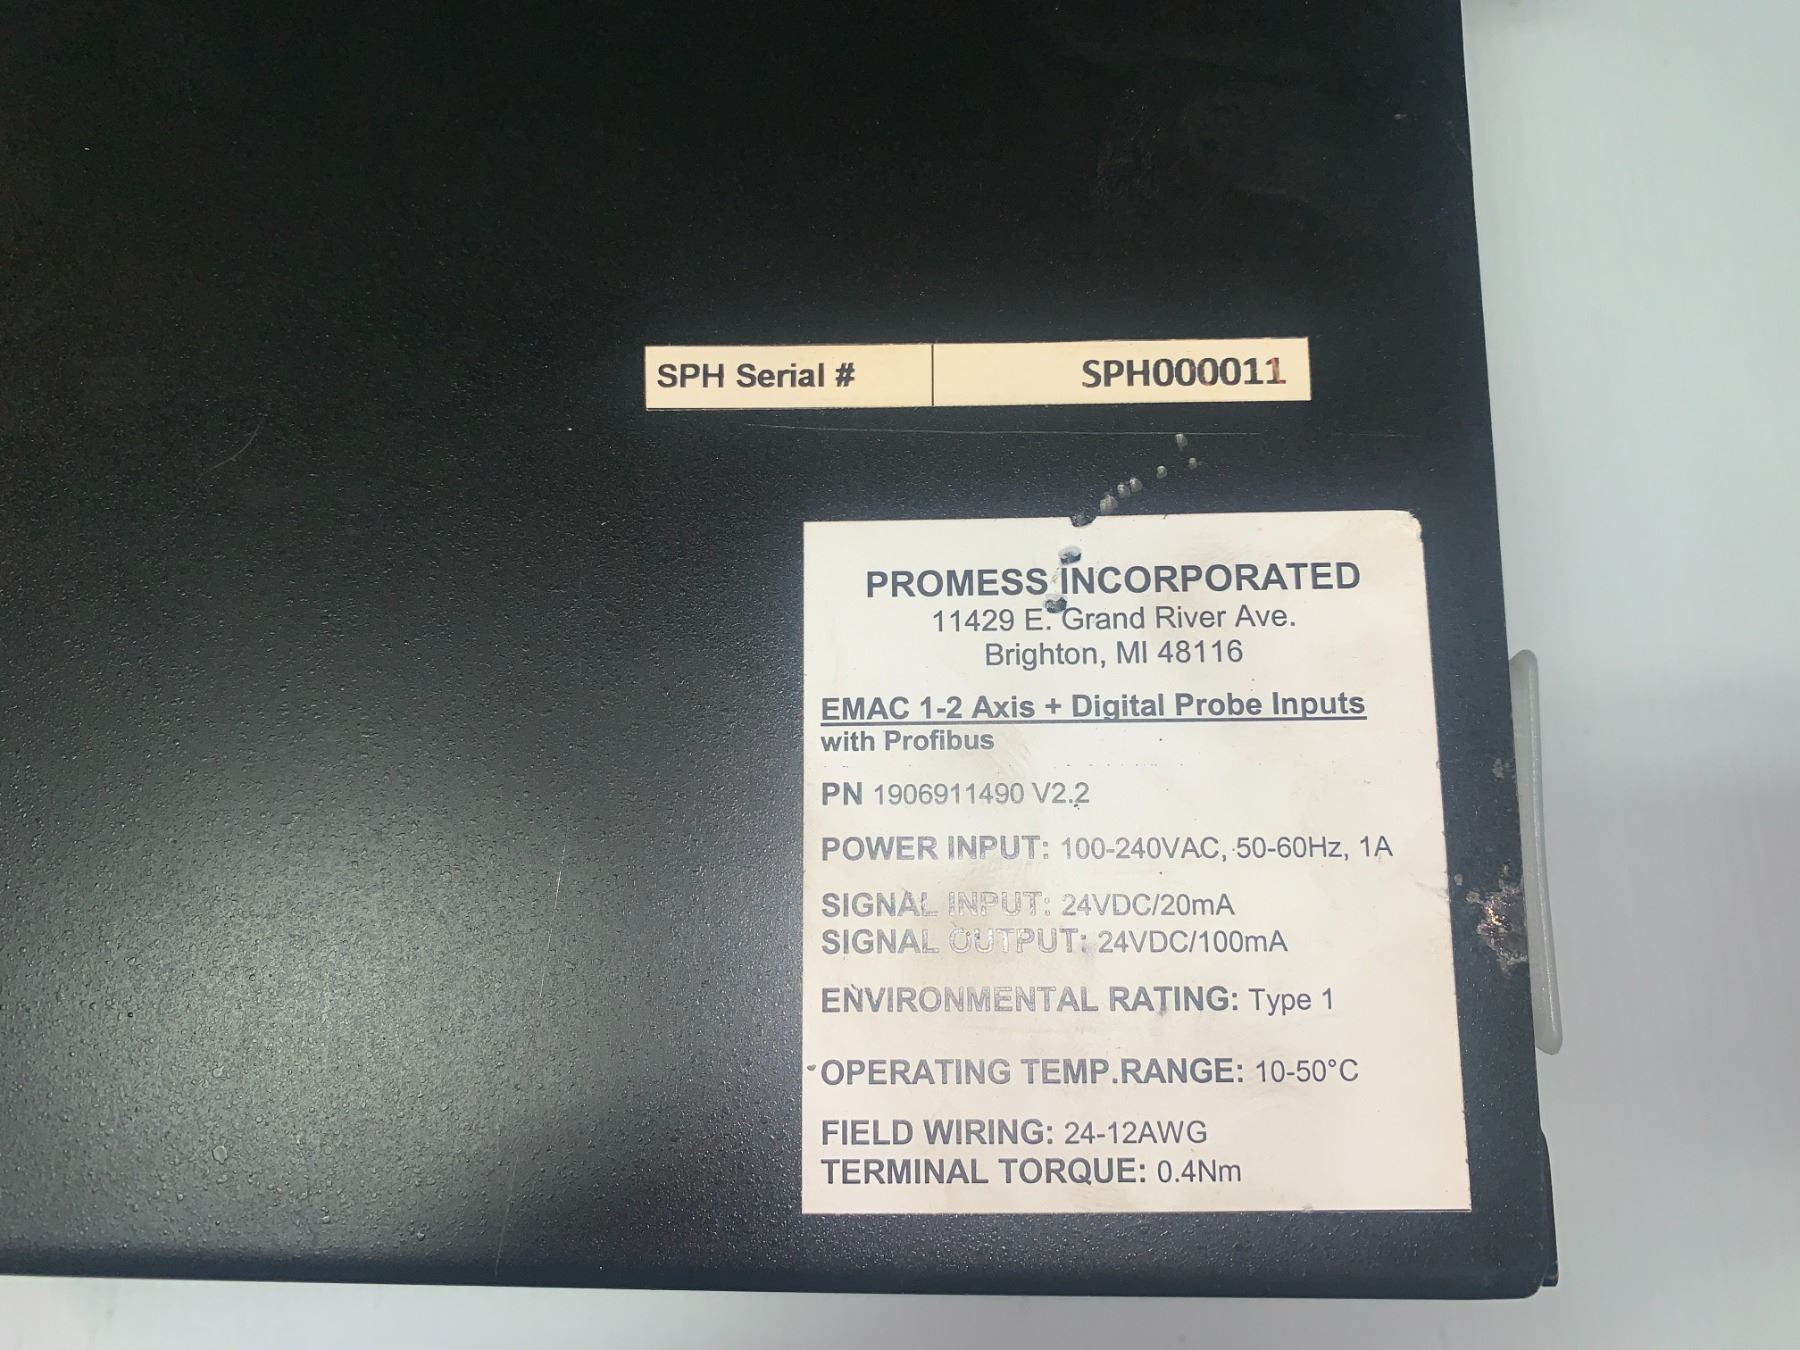 SPH Serial # SPH000011
PROMESS INCORPORATED
11429 E. Grand River Ave.
Brighton, MI 48116
EMAC 1-2 Axis + Digital Probe Inputs
with Profibus
PN 1906911490 V2.2
POWER INPUT: 100-240VAC, 50-60Hz, 1A
SIGNAL INPUT: 24VDC/20mA
SIGNAL OUTPUT: 24VDC/100mA
ENVIRONMENTAL RATING: Type 1
OPERATING TEMP.RANGE: 10-50°C
FIELD WIRING: 24-12AWG
TERMINAL TORQUE: 0.4Nm